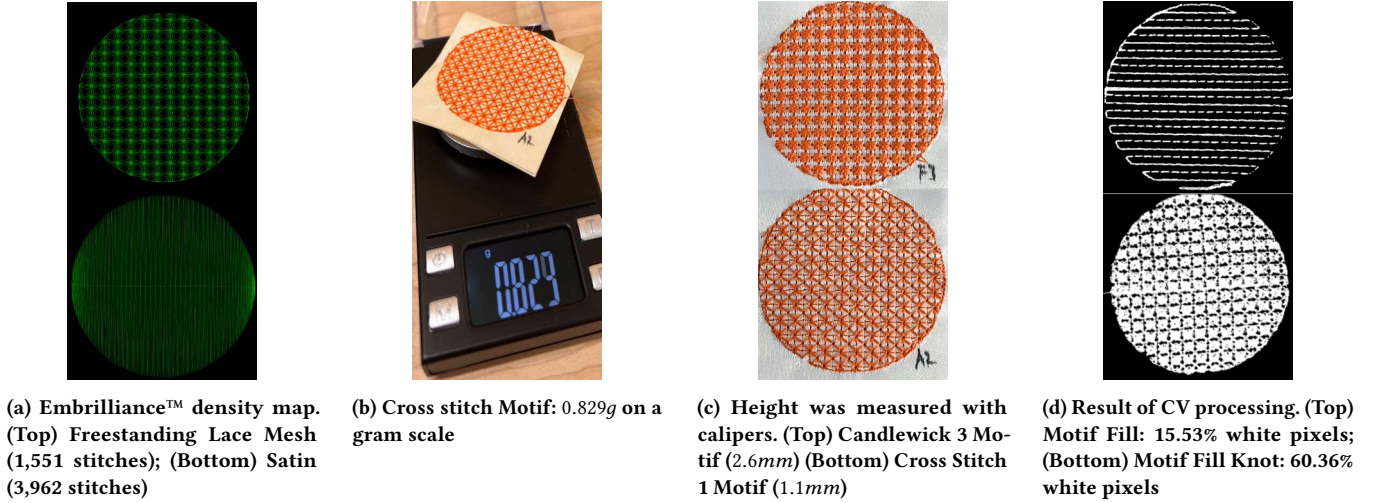 A2
g
0.829
T
F3
A2
(a) Embrilliance™ density map.
(Top) Freestanding Lace Mesh
(1,551 stitches); (Bottom) Satin
(3,962 stitches)
(b) Cross stitch Motif: 0.829g on a
gram scale
(c) Height was measured with
calipers. (Top) Candlewick 3 Mo-
tif (2.6mm) (Bottom) Cross Stitch
1 Motif (1.1mm)
(d) Result of CV processing. (Top)
Motif Fill: 15.53% white pixels;
(Bottom) Motif Fill Knot: 60.36%
white pixels